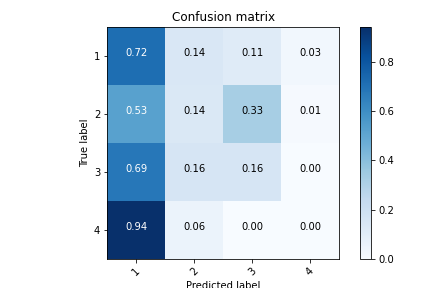 Confusion matrix
1 0.72 0.14 0.11 0.03
2 0.53 0.14 0.33 0.01
3 0.69 0.16 0.16 0.00
4 0.94 0.06 0.00 0.00
1 2 3 4
True label
Predicted label
0.8
0.6
0.4
0.2
0.0